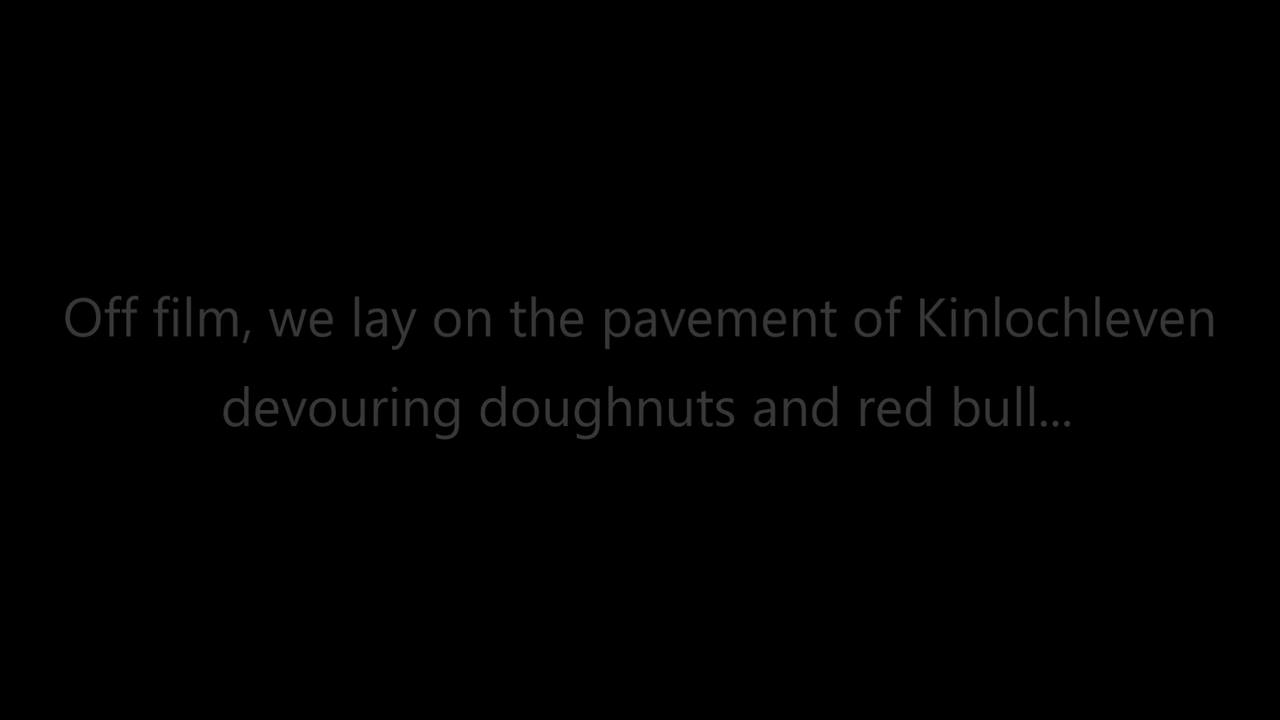 Off film, we lay on the pavement of Kinlochleven
devouring doughnuts and red bull...